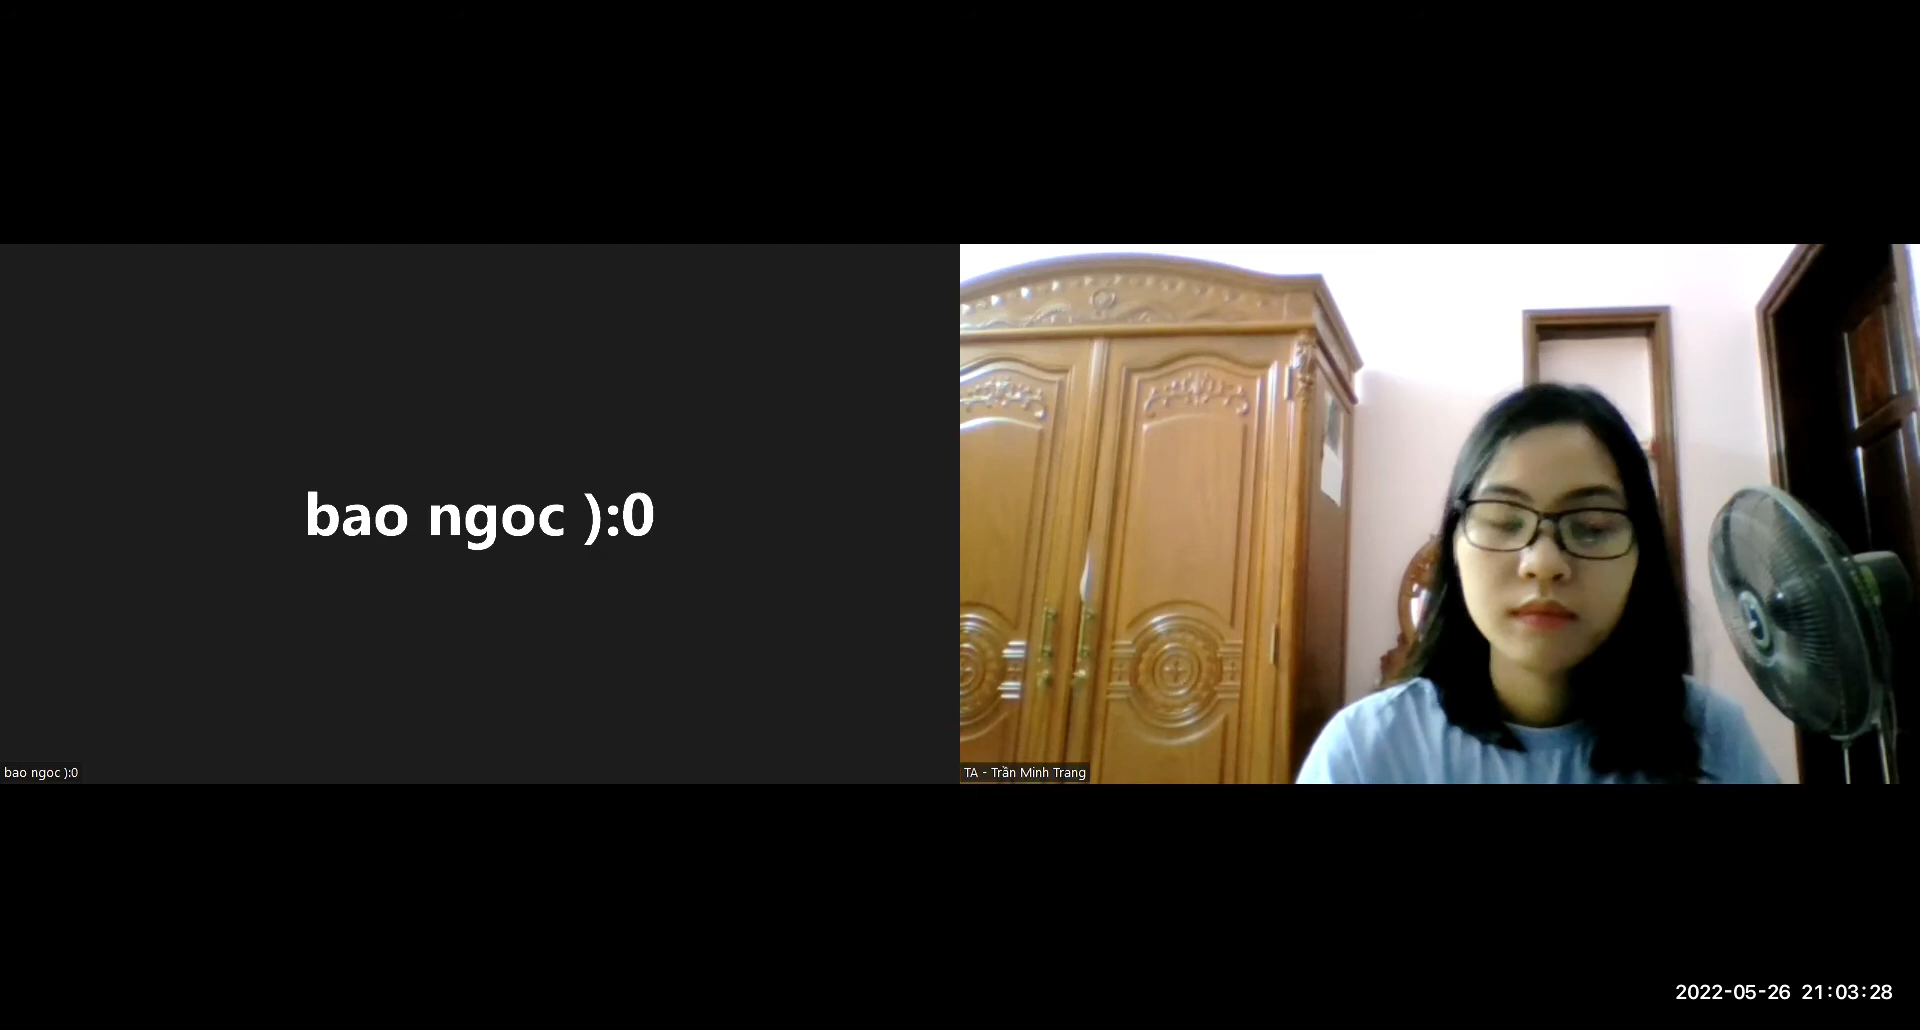 bao ngoc ):0
bao ngoc ):0
TA - Trần Minh Trang
2022-05-26 21:03:28